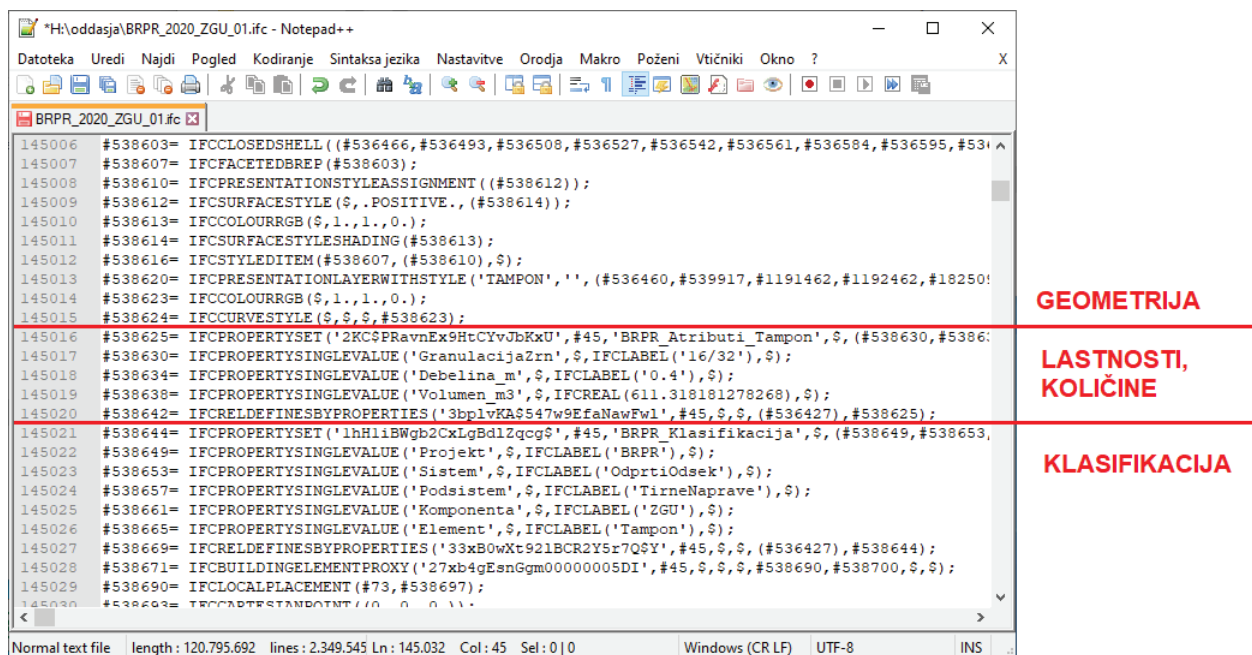 *H:\oddasja\BRPR_2020_ZGU_01.ifc - Notepad++
Datoteka Uredi Najdi Pogled Kodiranje Sintaksa jezika Nastavitve Orodja Makro Poženi Vtičniki Okno ? X
BRPR_2020_ZGU_01.ifc
145006 #538603= IFCCLOSEDSHELL((#536466,#536493,#536508,#536527,#536542,#536561,#536584,#536595,#53
145007 #538607= IFCFACETEDBREP(#538603);
145008 #538610= IFCPRESENTATIONSTYLEASSIGNMENT((#538612));
145009 #538612= IFCSURFACESTYLE($,.POSITIVE.,(#538614));
145010 #538613= IFCCOLOURRGB($,1.,1.,0.);
145011 #538614= IFCSURFACESTYLESHADING(#538613);
145012 #538616= IFCSTYLEDITEM(#538607,(#538610),$);
145013 #538620= IFCPRESENTATIONLAYERWITHSTYLE('TAMPON','',(#536460,#539917,#1191462,#1192462,#182509
145014 #538623= IFCCOLOURRGB($,1.,1.,0.);
145015 #538624= IFCCURVESTYLE($,$,$,#538623);
GEOMETRIJA
145016 #538625= IFCPROPERTYSET('2KC$PRavnEx9HtCYvJbKxU',#45,'BRPR_Atributi_Tampon',$,(#538630,#5386
145017 #538630= IFCPROPERTYSINGLEVALUE('GranulacijaZrn',$,IFCLABEL('16/32'),$);
145018 #538634= IFCPROPERTYSINGLEVALUE('Debelina_m',$,IFCLABEL('0.4'),$);
145019 #538638= IFCPROPERTYSINGLEVALUE('Volumen_m3',$,IFCREAL(611.318181278268),$);
145020 #538642= IFCRELDEFINESBYPROPERTIES('3bplvKA$547w9EfaNawFwl',#45,$,$,(#536427),#538625);
LASTNOSTI,
KOLIČINE
145021 #538644= IFCPROPERTYSET('1hH1iBWgb2CxLgBdlZqcg$',#45,'BRPR_Klasifikacija',$,(#538649,#538653,
145022 #538649= IFCPROPERTYSINGLEVALUE('Projekt',$,IFCLABEL('BRPR'),$);
145023 #538653= IFCPROPERTYSINGLEVALUE('Sistem',$,IFCLABEL('OdprtiOdsek'),$);
145024 #538657= IFCPROPERTYSINGLEVALUE('Podsistem',$,IFCLABEL('TirneNaprave'),$);
145025 #538661= IFCPROPERTYSINGLEVALUE('Komponenta',$,IFCLABEL('ZGU'),$);
145026 #538665= IFCPROPERTYSINGLEVALUE('Element',$,IFCLABEL('Tampon'),$);
145027 #538669= IFCRELDEFINESBYPROPERTIES('33xB0wXt921BCR2Y5r7Q$Y',#45,$,$,(#536427),#538644);
145028 #538671= IFCBUILDINGELEMENTPROXY('27xb4gEsnGgm00000005DI',#45,$,$,$,#538690,#538700,$,$);
145029 #538690= IFCLOCALPLACEMENT(#73,#538697);
145030 #538693= IFCCARTESIANPOINT((0.,0.,0.));
KLASIFIKACIJA
Normal text file length : 120.795.692 lines : 2.349.545 Ln : 145.032 Col : 45 Sel : 0 | 0 Windows (CR LF) UTF-8 INS